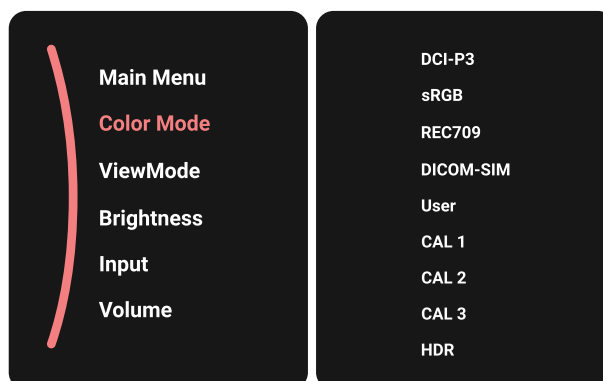 Main Menu
Color Mode
ViewMode
Brightness
Input
Volume
DCI-P3
sRGB
REC709
DICOM-SIM
User
CAL 1
CAL 2
CAL 3
HDR